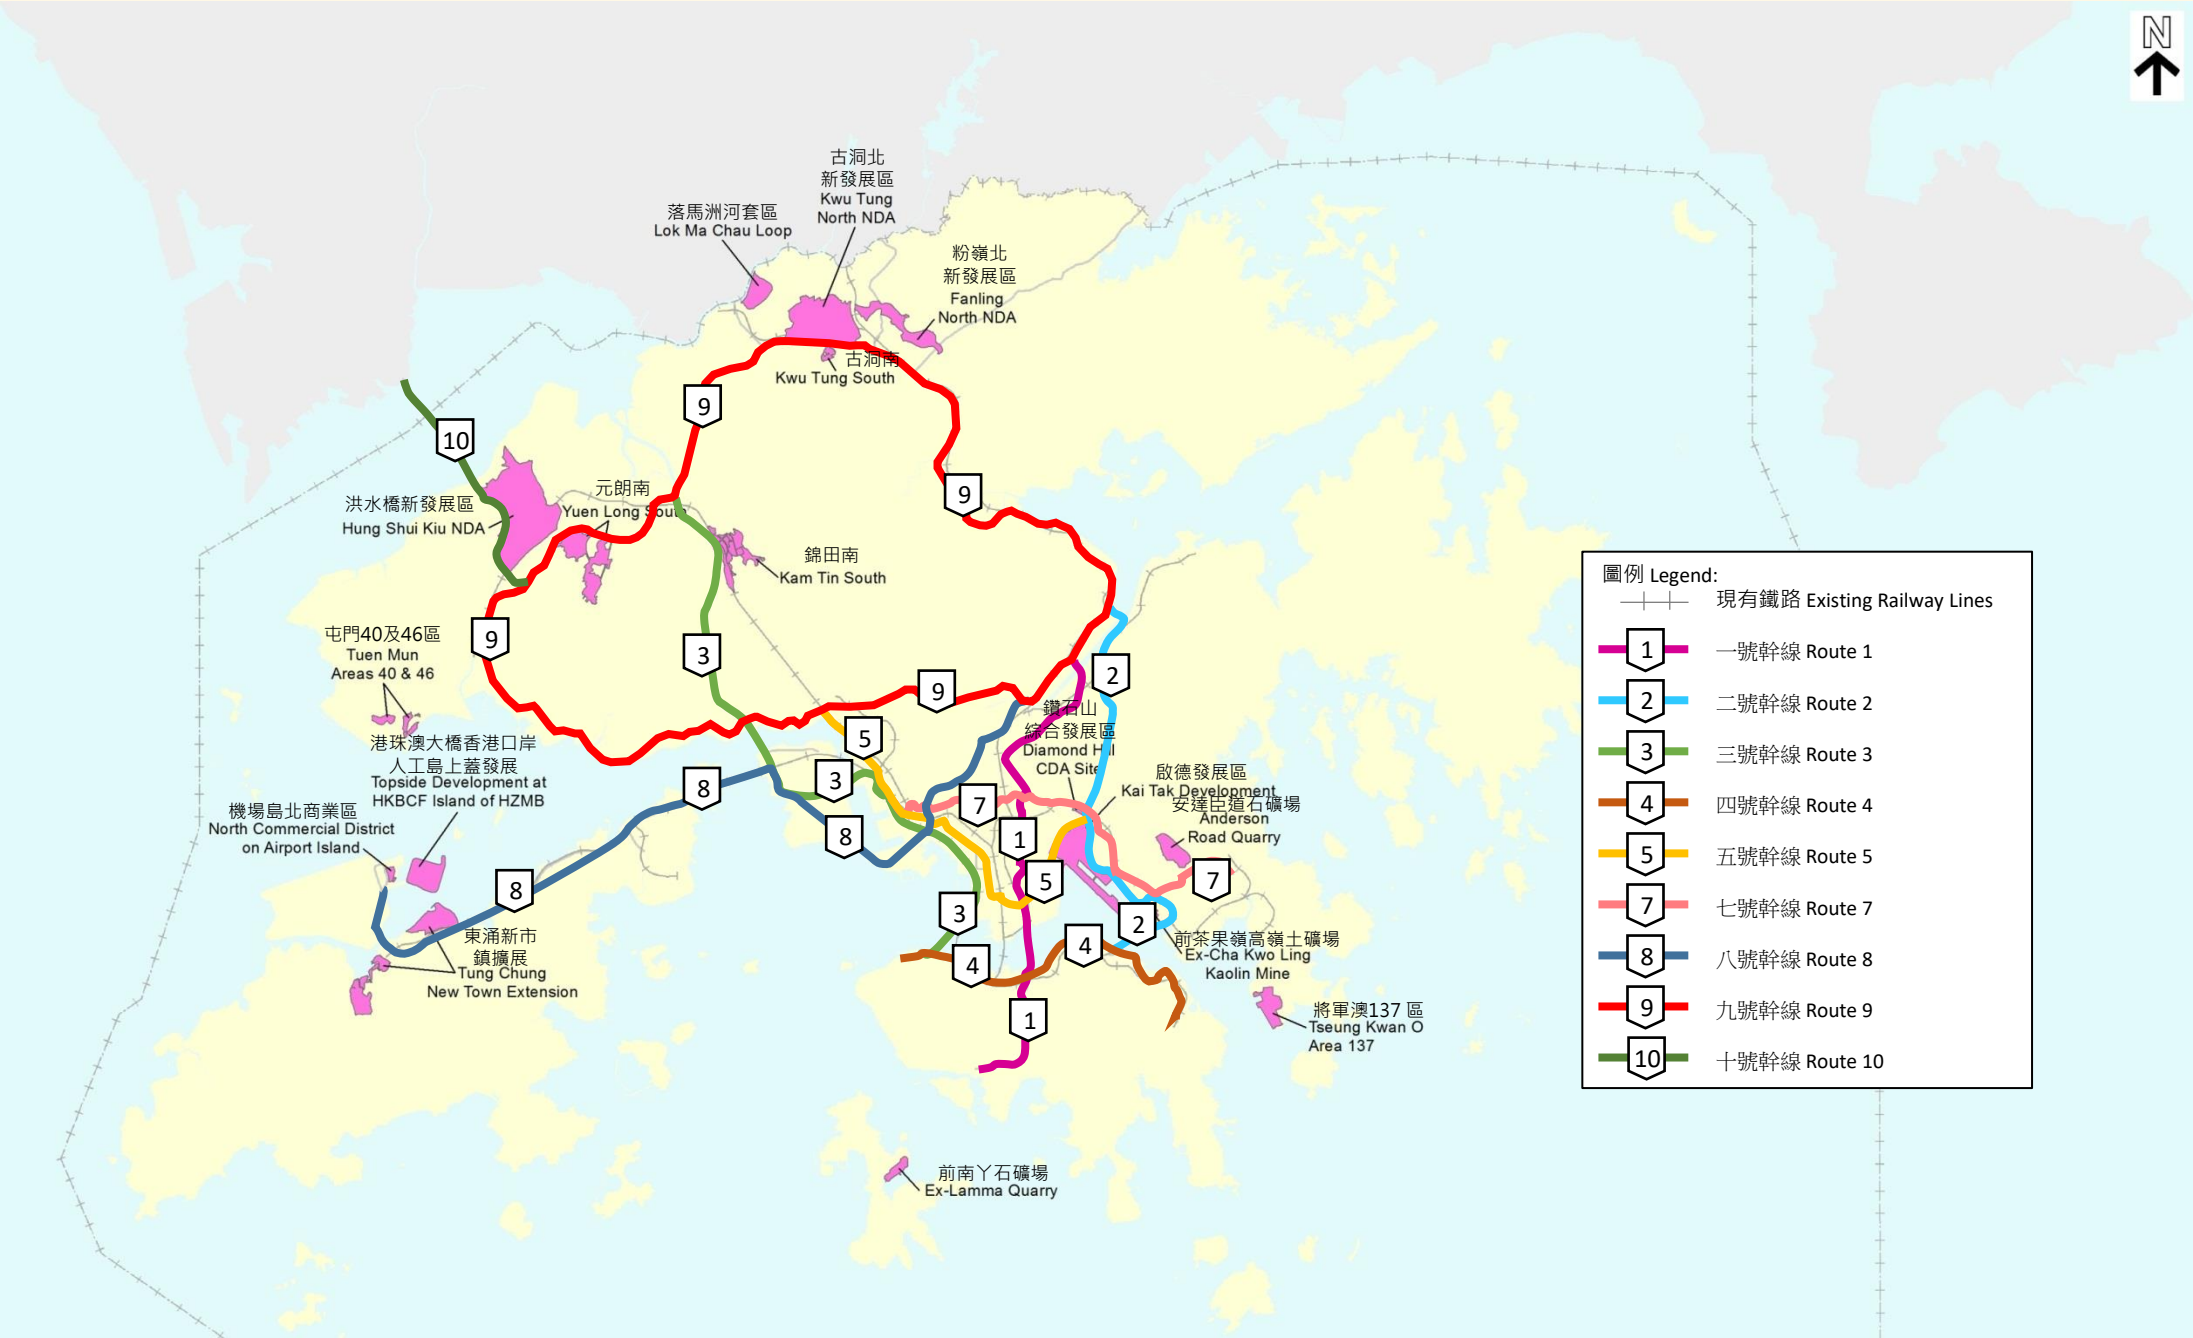 N
古洞北
新發展區
Kwu Tung
North NDA
落馬洲河套區
Lok Ma Chau Loop
粉嶺北
新發展區
Fanling
North NDA
古洞南
Kwu Tung South
9
10
9
元朗南
Yuen Long South
洪水橋新發展區
Hung Shui Kiu NDA
錦田南
Kam Tin South
9
3
2
屯門40及46區
Tuen Mun
Areas 40 & 46
9
鑽石山
綜合發展區
Diamond Hill
CDA Site
5
港珠澳大橋香港口岸
人工島上蓋發展
Topside Development at
HKBCF Island of HZMB
8
3
啟德發展區
Kai Tak Development
7
安達臣道石礦場
Anderson
Road Quarry
機場島北商業區
North Commercial District
on Airport Island
8
1
5
7
8
3
2
東涌新市
鎮擴展
Tung Chung
New Town Extension
4
4
前茶果嶺高嶺土礦場
Ex-Cha Kwo Ling
Kaolin Mine
1
將軍澳137 區
Tseung Kwan O
Area 137
前南丫石礦場
Ex-Lamma Quarry
圖例 Legend:
現有鐵路 Existing Railway Lines
1 一號幹線 Route 1
2 二號幹線 Route 2
3 三號幹線 Route 3
4 四號幹線 Route 4
5 五號幹線 Route 5
7 七號幹線 Route 7
8 八號幹線 Route 8
9 九號幹線 Route 9
10 十號幹線 Route 10